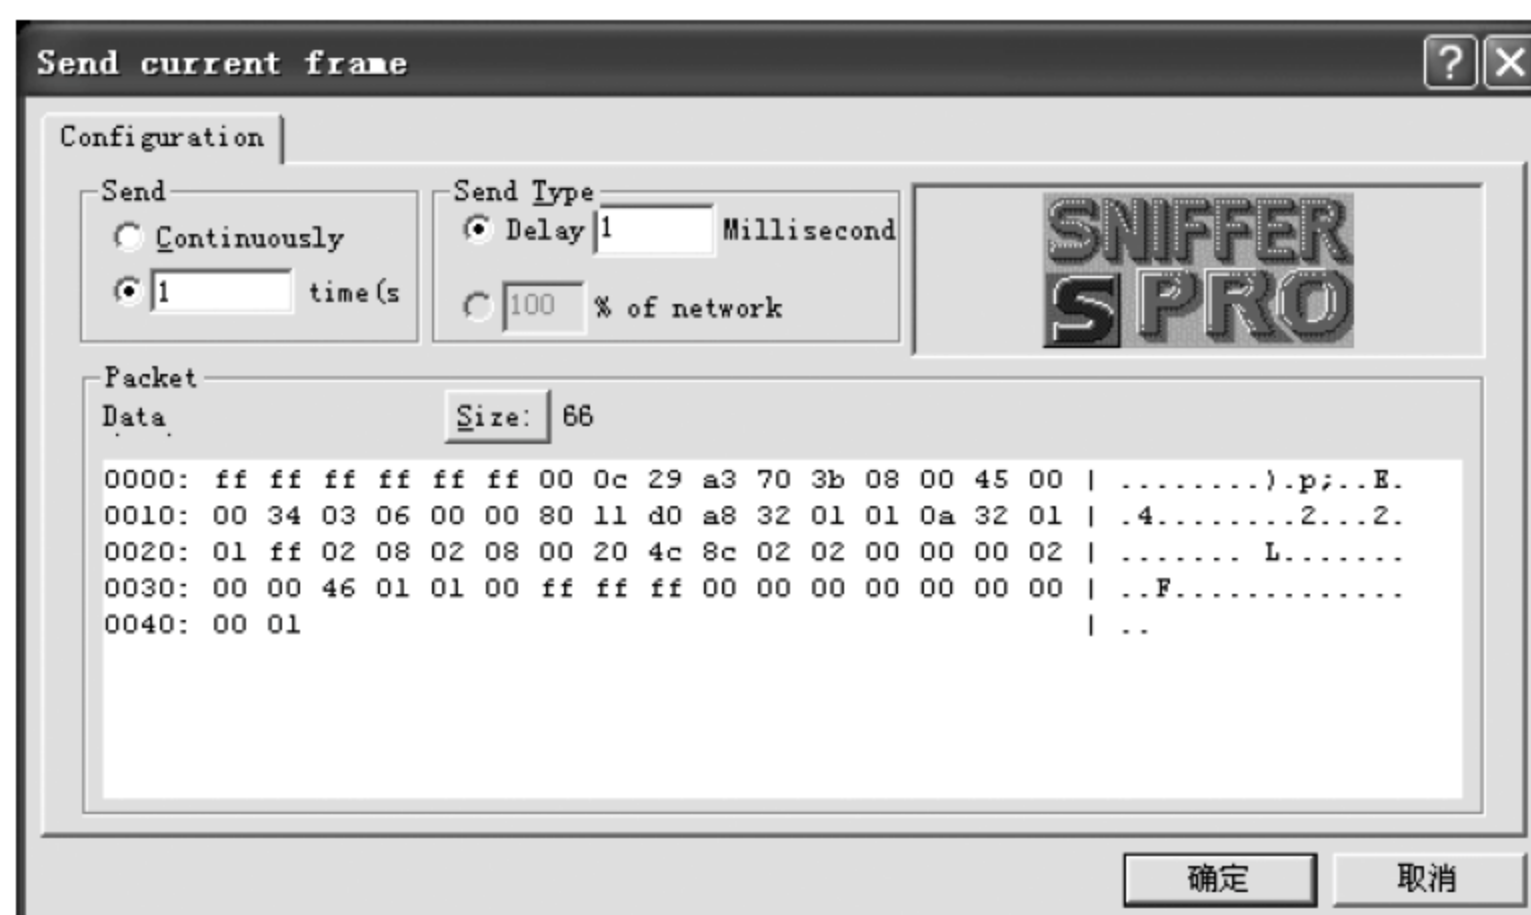 Send current frame
Configuration
Send
Continuously
1 time(s
Send Type
Delay 1 Millisecond
100 % of network
SNIFFER
S PRO
Packet
Data Size: 66
0000: ff ff ff ff ff ff 00 0c 29 a3 70 3b 08 00 45 00 | ........).p;..E.
0010: 00 34 03 06 00 00 80 11 d0 a8 32 01 01 0a 32 01 | .4........2...2.
0020: 01 ff 02 08 02 08 00 20 4c 8c 02 02 00 00 00 02 | ....... L.......
0030: 00 00 46 01 01 00 ff ff ff 00 00 00 00 00 00 00 | ..F.............
0040: 00 01 | ..
确定 取消